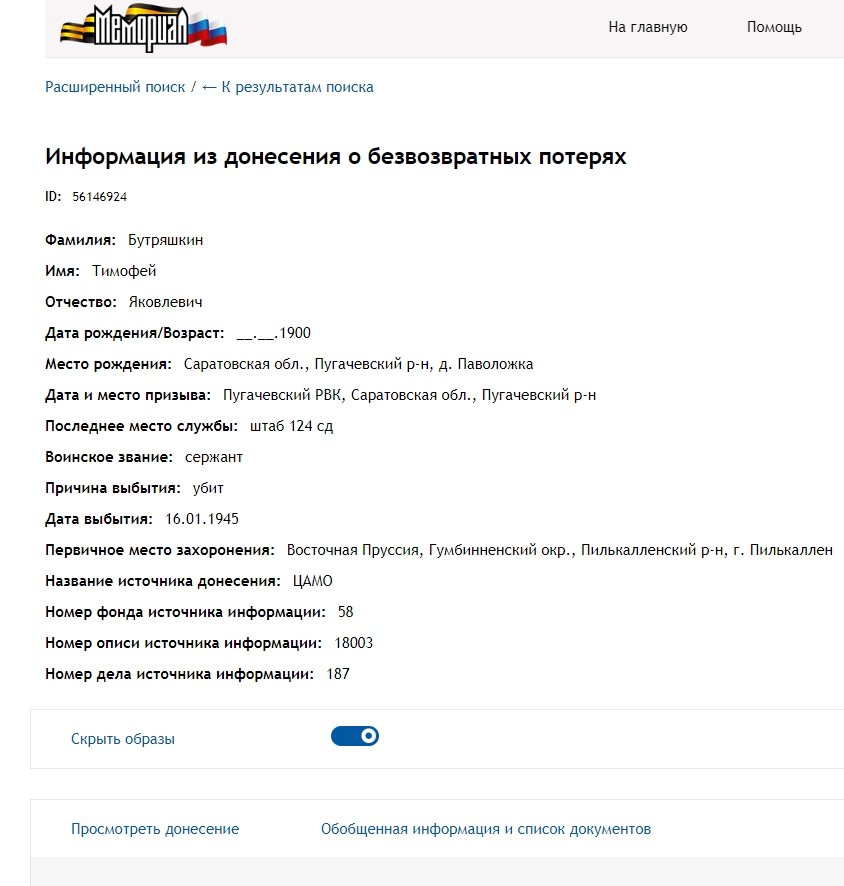 Мемориал
На главную Помощь
Расширенный поиск / ← К результатам поиска
Информация из донесения о безвозвратных потерях
ID: 56146924
Фамилия: Бутряшкин
Имя: Тимофей
Отчество: Яковлевич
Дата рождения/Возраст: __.__.1900
Место рождения: Саратовская обл., Пугачевский р-н, д. Паволожка
Дата и место призыва: Пугачевский РВК, Саратовская обл., Пугачевский р-н
Последнее место службы: штаб 124 сд
Воинское звание: сержант
Причина выбытия: убит
Дата выбытия: 16.01.1945
Первичное место захоронения: Восточная Пруссия, Гумбинненский окр., Пилькалленский р-н, г. Пилькаллен
Название источника донесения: ЦАМО
Номер фонда источника информации: 58
Номер описи источника информации: 18003
Номер дела источника информации: 187
Скрыть образы
Просмотреть донесение Обобщенная информация и список документов